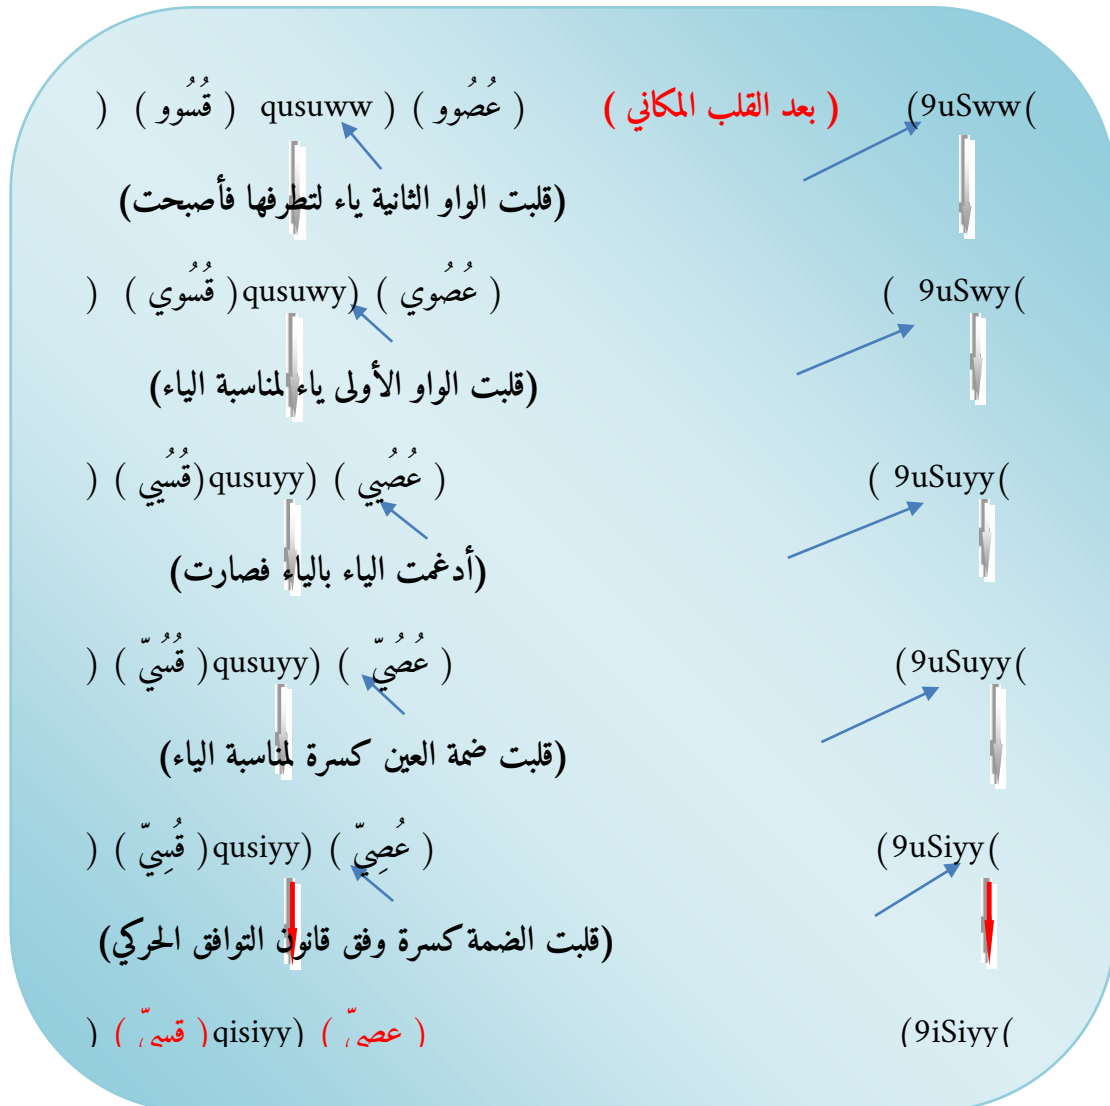 (9uSww) ( بعد القلب المكاني ) ( عُصُوو ) ( qusuww ( قُسُوو ) )
(قلبت الواو الثانية ياء لتطرفها فأصبحت)
(9uSwy) ( عُصُوي ) (qusuwy ( قُسُوي ) )
(قلبت الواو الأولى ياء لمناسبة الياء)
(9uSuyy) ( عُصُيي ) (qusuyy (قُسُيي ) )
(أدغمت الياء بالياء فصارت)
(9uSuyy) ( عُصُيّ ) (qusuyy ( قُسُيّ ) )
(قلبت ضمة العين كسرة لمناسبة الياء)
(9uSiyy) ( عُصِيّ ) (qusiyy ( قُسِيّ ) )
(قلبت الضمة كسرة وفق قانون التوافق الحركي)
(9iSiyy) ( عصيّ ) (qisiyy ( قسيّ ) )